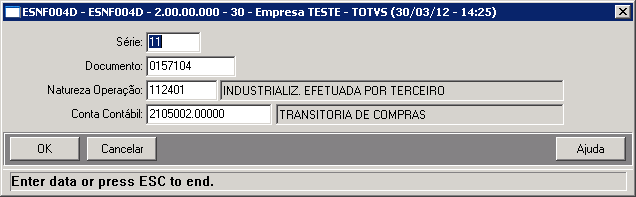 ESNF004D - ESNF004D - 2.00.00.000 - 30 - Empresa TESTE - TOTVS (30/03/12 - 14:25)
Série: 11
Documento: 0157104
Natureza Operação: 112401 INDUSTRIALIZ. EFETUADA POR TERCEIRO
Conta Contábil: 2105002.00000 TRANSITORIA DE COMPRAS
OK Cancelar Ajuda
Enter data or press ESC to end.